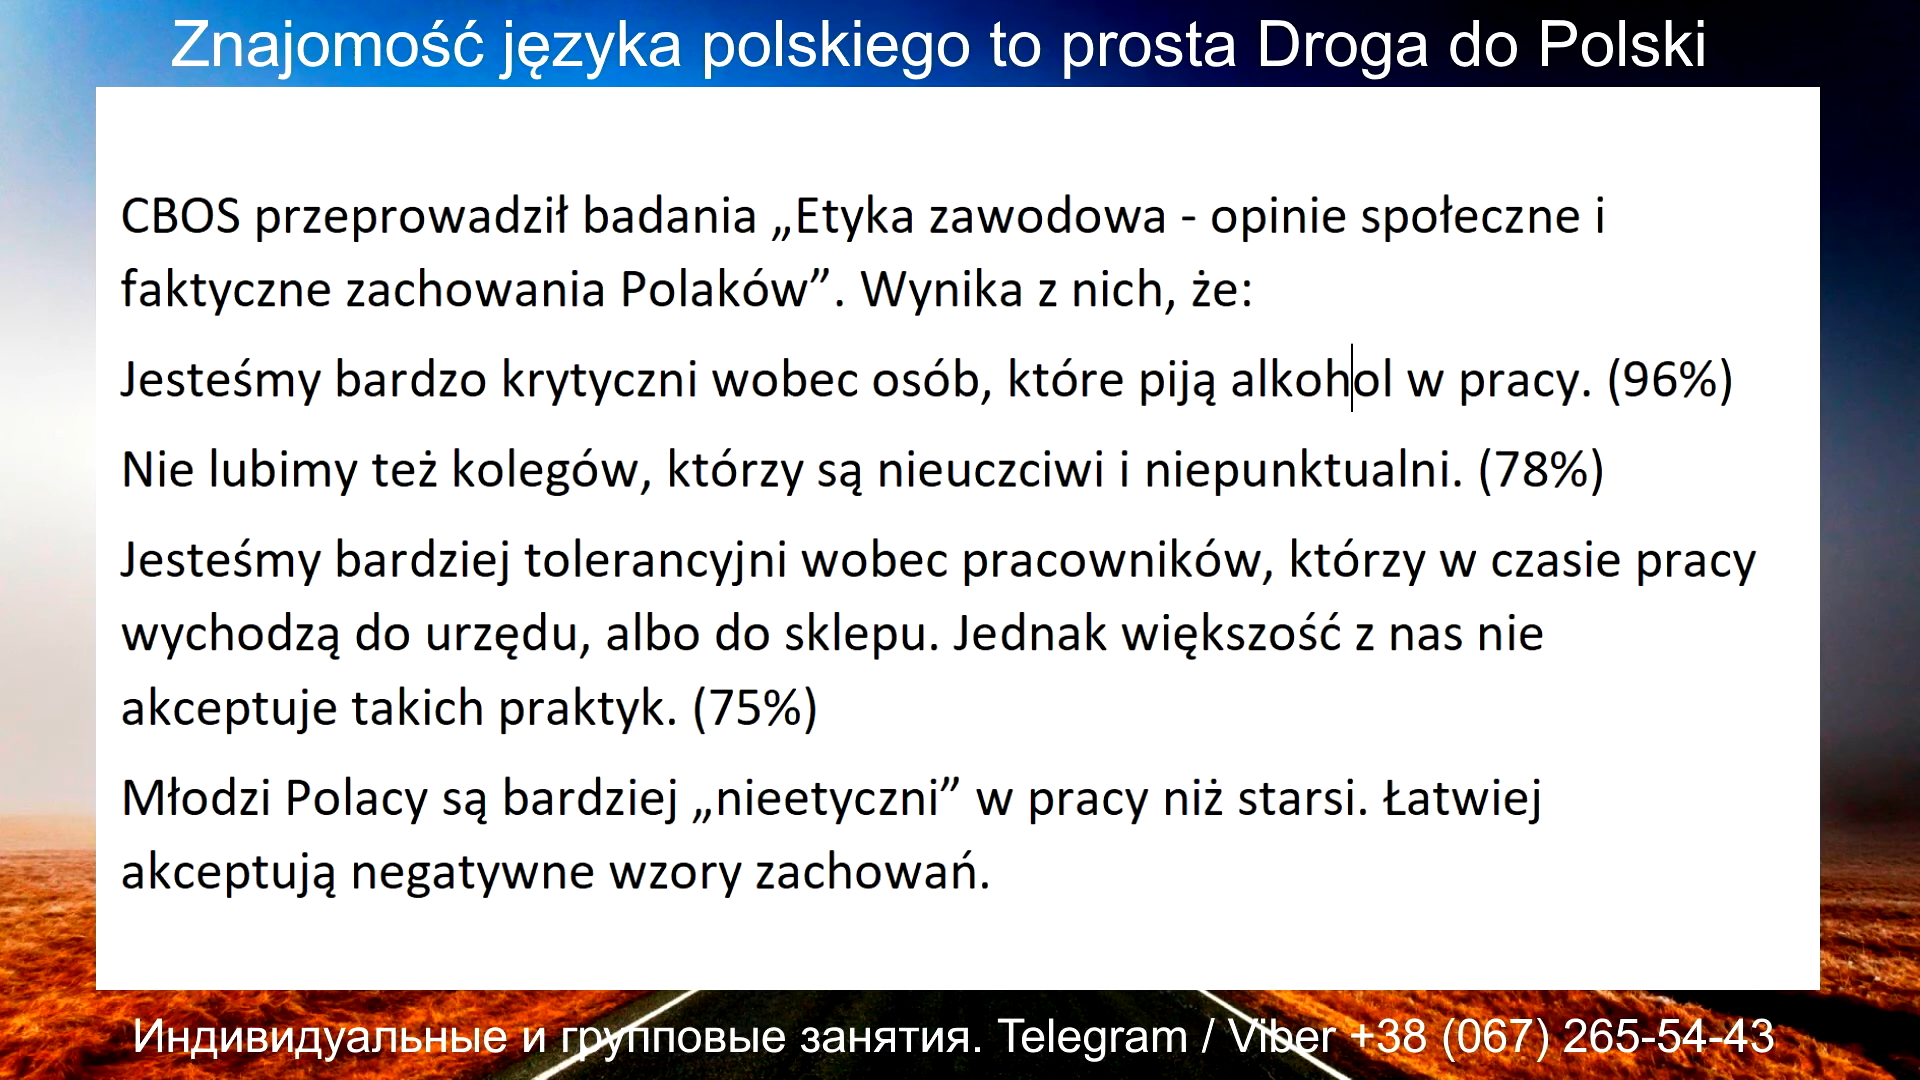 Znajomość języka polskiego to prosta Droga do Polski
CBOS przeprowadził badania „Etyka zawodowa - opinie społeczne i
faktyczne zachowania Polaków”. Wynika z nich, że:
Jesteśmy bardzo krytyczni wobec osób, które piją alkohol w pracy. (96%)
Nie lubimy też kolegów, którzy są nieuczciwi i niepunktualni. (78%)
Jesteśmy bardziej tolerancyjni wobec pracowników, którzy w czasie pracy
wychodzą do urzędu, albo do sklepu. Jednak większość z nas nie
akceptuje takich praktyk. (75%)
Młodzi Polacy są bardziej „nieetyczni” w pracy niż starsi. Łatwiej
akceptują negatywne wzory zachowań.
Индивидуальные и групповые занятия. Telegram / Viber +38 (067) 265-54-43